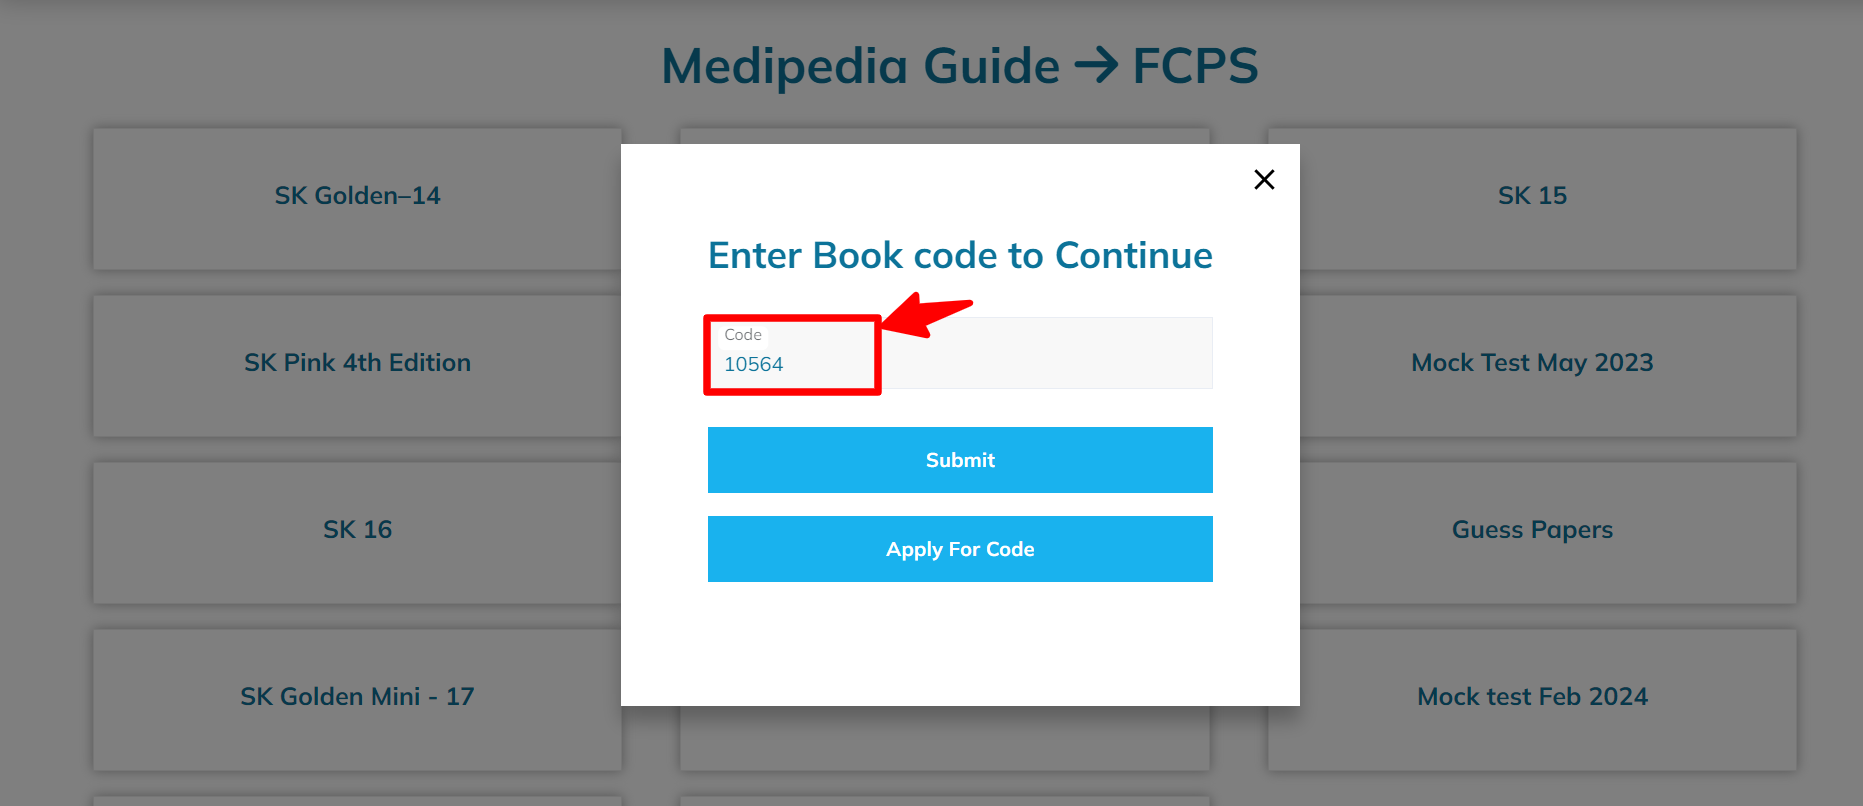 Medipedia Guide → FCPS
SK Golden–14
SK 15
Enter Book code to Continue
Code
10564
SK Pink 4th Edition
Mock Test May 2023
Submit
SK 16
Guess Papers
Apply For Code
SK Golden Mini - 17
Mock test Feb 2024